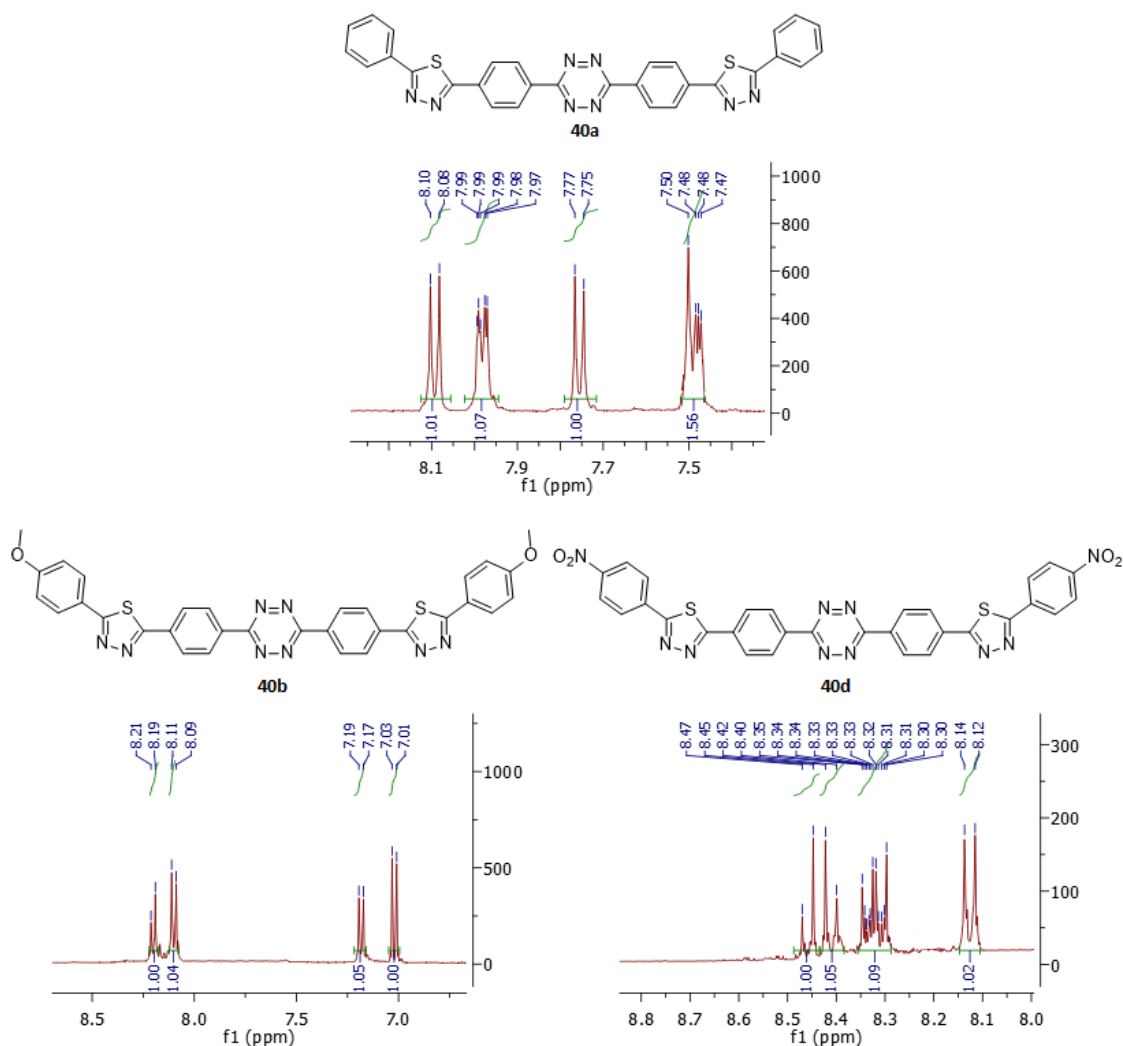 S S
N N N N N N N N
40a
8.10 8.08 7.99 7.99 7.99 7.98 7.97 7.77 7.75 7.50 7.48 7.48 7.47
1000
800
600
400
200
0
1.01 1.07 1.00 1.56
8.1 7.9 7.7 7.5
f1 (ppm)
O O
S N N S
N N N N N N
40b
8.21 8.19 8.11 8.09 7.19 7.17 7.03 7.01
1000
500
0
1.00 1.04 1.05 1.00
8.5 8.0 7.5 7.0
f1 (ppm)
O₂N NO₂
S N N S
N N N N N N
40d
8.47 8.45 8.42 8.40 8.35 8.34 8.34 8.33 8.33 8.33 8.32 8.31 8.31 8.30 8.30 8.14 8.12
300
200
100
0
1.00 1.05 1.09 1.02
8.8 8.7 8.6 8.5 8.4 8.3 8.2 8.1 8.0
f1 (ppm)